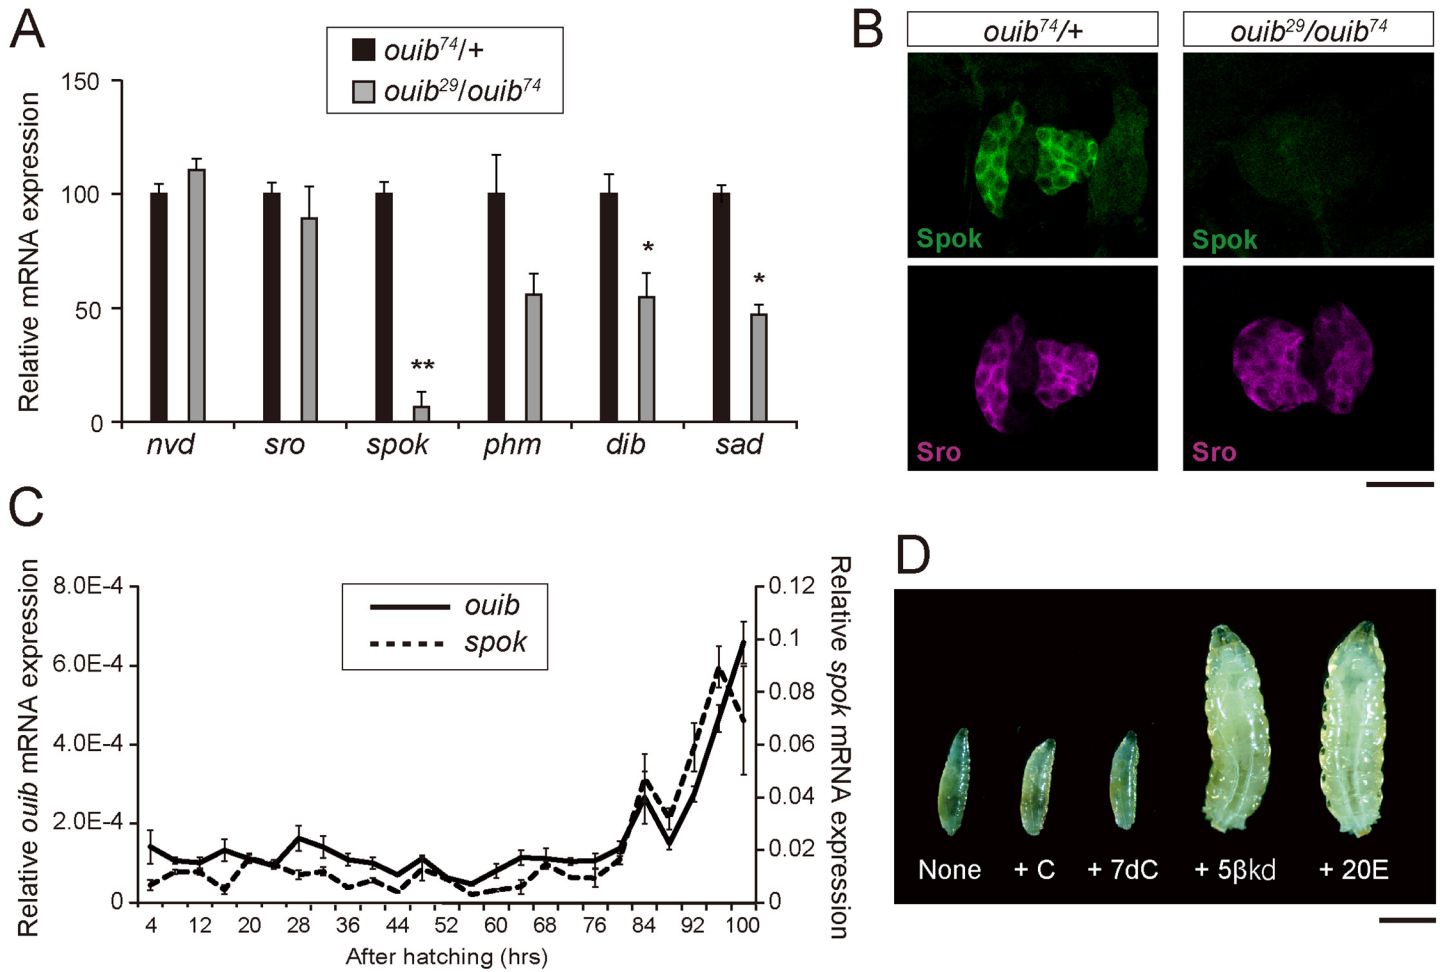 A
ouib74/+
ouib29/ouib74
Relative mRNA expression
150
100
50
0
nvd sro spok phm dib sad
* * **
B
ouib74/+ ouib29/ouib74
Spok Spok
Sro Sro
C
ouib
spok
Relative ouib mRNA expression
8.0E-4
6.0E-4
4.0E-4
2.0E-4
0
Relative spok mRNA expression
0.12
0.1
0.08
0.06
0.04
0.02
0
4 12 20 28 36 44 52 60 68 76 84 92 100
After hatching (hrs)
D
None + C + 7dC + 5βkd + 20E